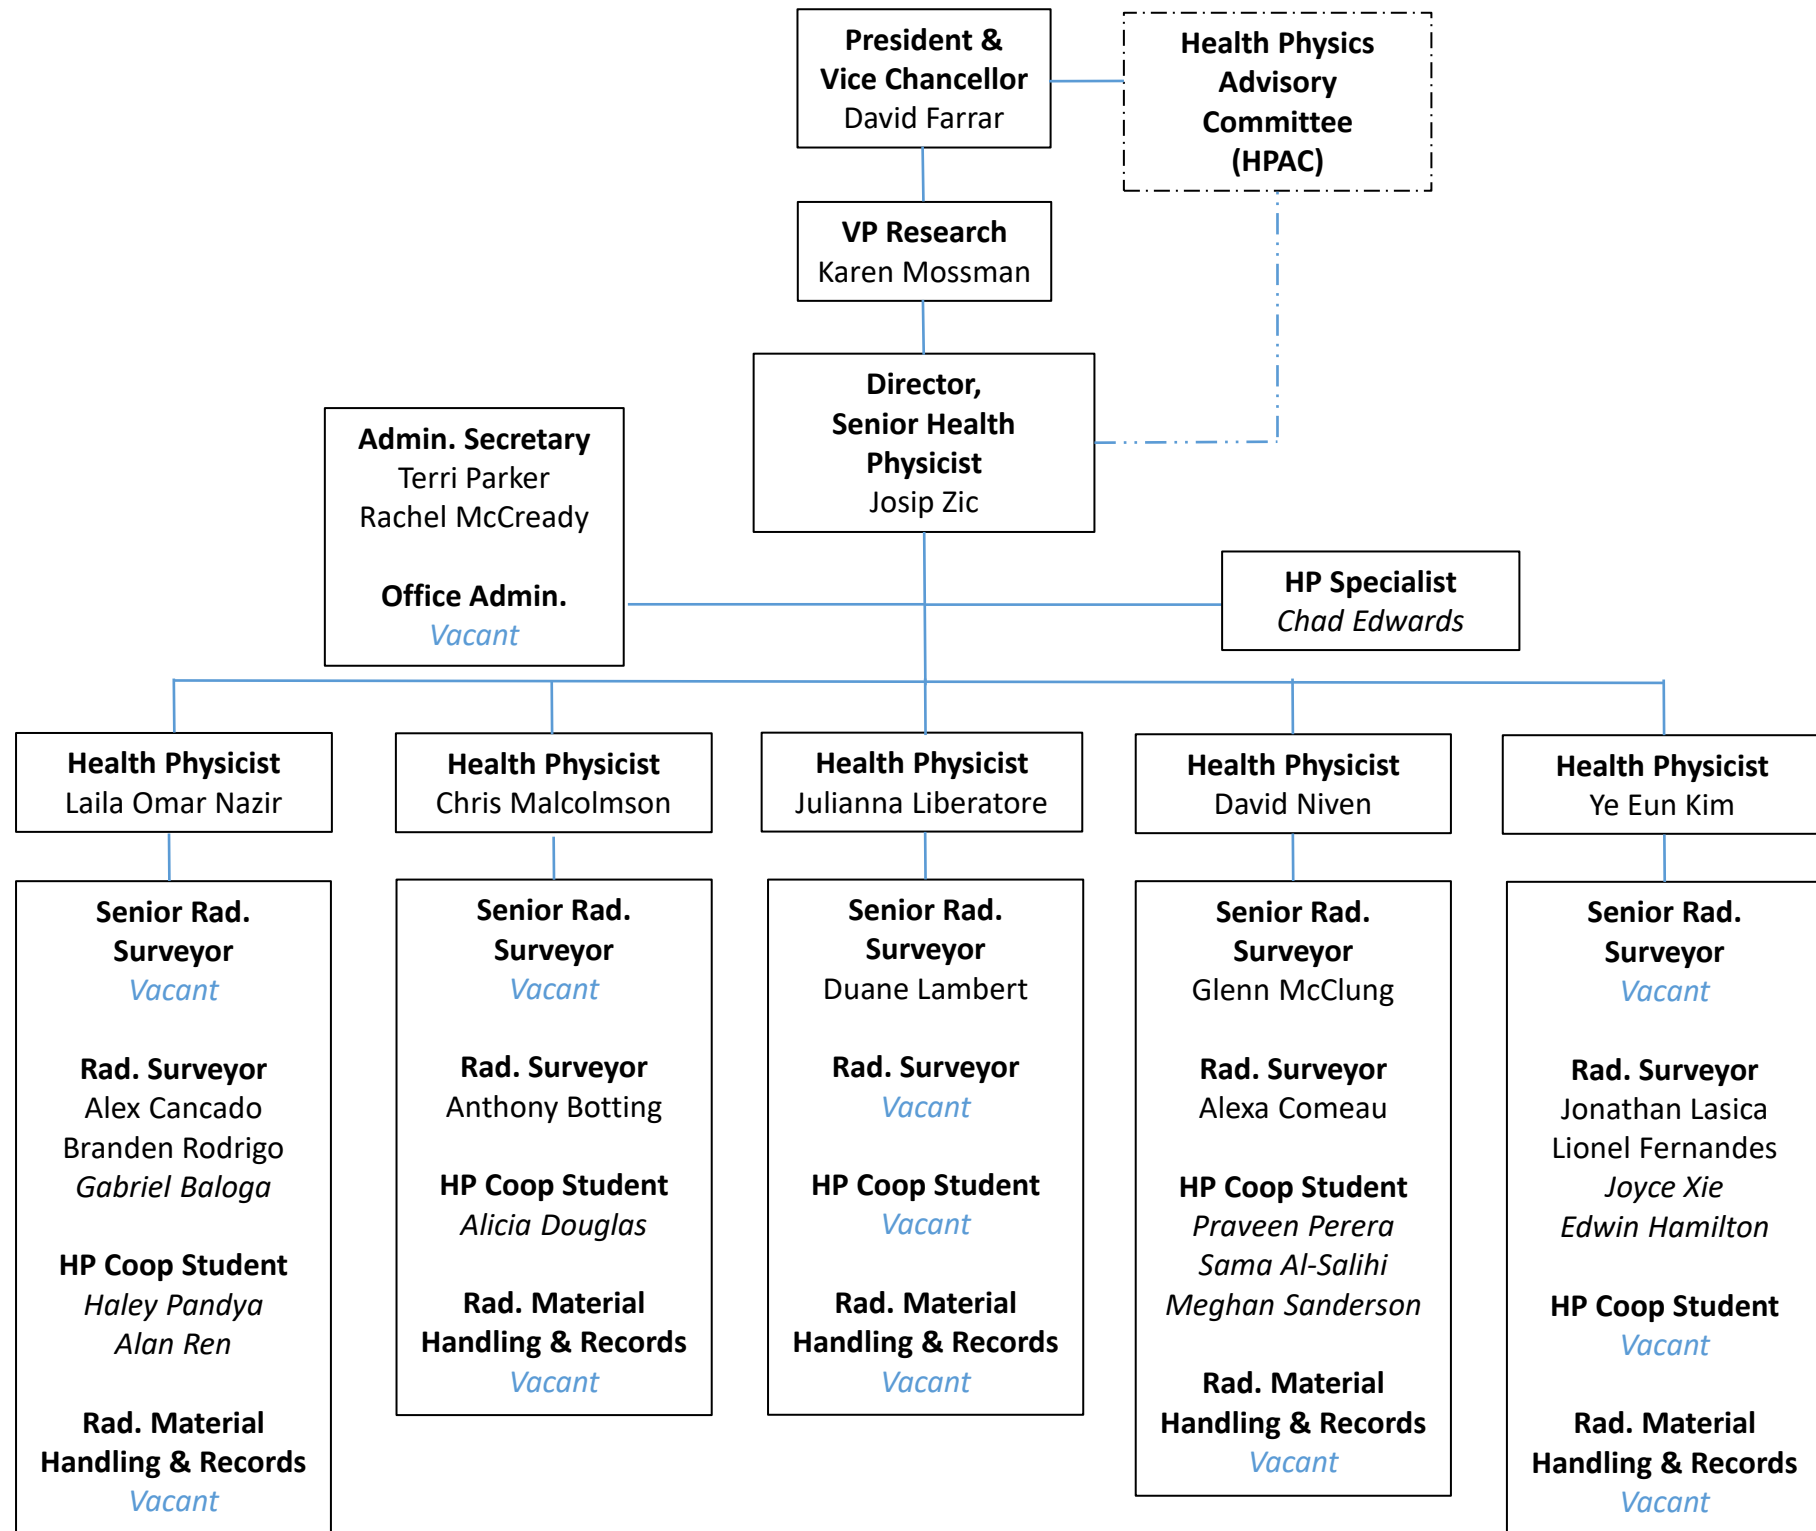 President &
Vice Chancellor
David Farrar
Health Physics
Advisory
Committee
(HPAC)
VP Research
Karen Mossman
Director,
Senior Health
Physicist
Josip Zic
Admin. Secretary
Terri Parker
Rachel McCready
Office Admin.
Vacant
HP Specialist
Chad Edwards
Health Physicist
Laila Omar Nazir
Health Physicist
Chris Malcolmson
Health Physicist
Julianna Liberatore
Health Physicist
David Niven
Health Physicist
Ye Eun Kim
Senior Rad.
Surveyor
Vacant
Rad. Surveyor
Alex Cancado
Branden Rodrigo
Gabriel Baloga
HP Coop Student
Haley Pandya
Alan Ren
Rad. Material
Handling & Records
Vacant
Senior Rad.
Surveyor
Vacant
Rad. Surveyor
Anthony Botting
HP Coop Student
Alicia Douglas
Rad. Material
Handling & Records
Vacant
Senior Rad.
Surveyor
Duane Lambert
Rad. Surveyor
Vacant
HP Coop Student
Vacant
Rad. Material
Handling & Records
Vacant
Senior Rad.
Surveyor
Glenn McClung
Rad. Surveyor
Alexa Comeau
HP Coop Student
Praveen Perera
Sama Al-Salihi
Meghan Sanderson
Rad. Material
Handling & Records
Vacant
Senior Rad.
Surveyor
Vacant
Rad. Surveyor
Jonathan Lasica
Lionel Fernandes
Joyce Xie
Edwin Hamilton
HP Coop Student
Vacant
Rad. Material
Handling & Records
Vacant